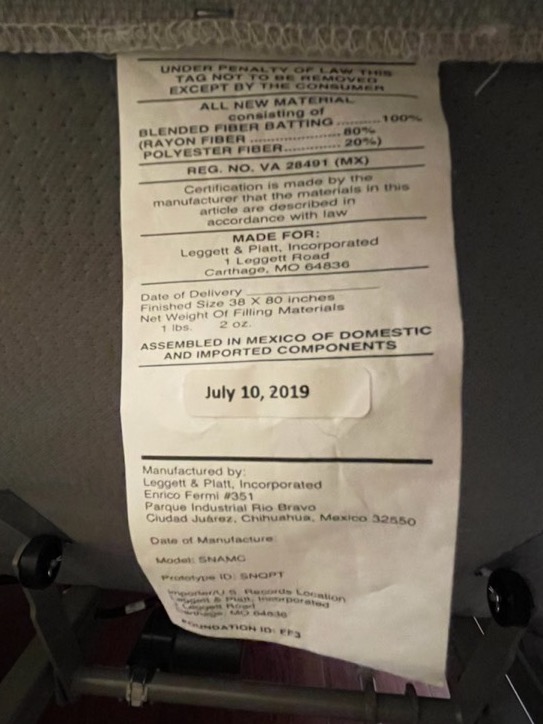 UNDER PENALTY OF LAW THIS
TAG NOT TO BE REMOVED
EXCEPT BY THE CONSUMER
ALL NEW MATERIAL
consisting of
BLENDED FIBER BATTING ..........100%
(RAYON FIBER ........................ 80%
POLYESTER FIBER............... 20%)
REG. NO. VA 28491 (MX)
Certification is made by the
manufacturer that the materials in this
article are described in
accordance with law
MADE FOR:
Leggett & Platt, Incorporated
1 Leggett Road
Carthage, MO 64836
Date of Delivery
Finished Size 38 X 80 inches
Net Weight Of Filling Materials
1 lbs. 2 oz.
ASSEMBLED IN MEXICO OF DOMESTIC
AND IMPORTED COMPONENTS
July 10, 2019
Manufactured by:
Leggett & Platt, Incorporated
Enrico Fermi #351
Parque Industrial Rio Bravo
Ciudad Juárez, Chihuahua, Mexico 32550
Date of Manufacture:
Model: SNAMC
Prototype ID: SNQPT
Importer/U.S. Records Location
Leggett & Platt, Incorporated
Leggett Road
Carthage, MO 64836
FOUNDATION ID: FF3